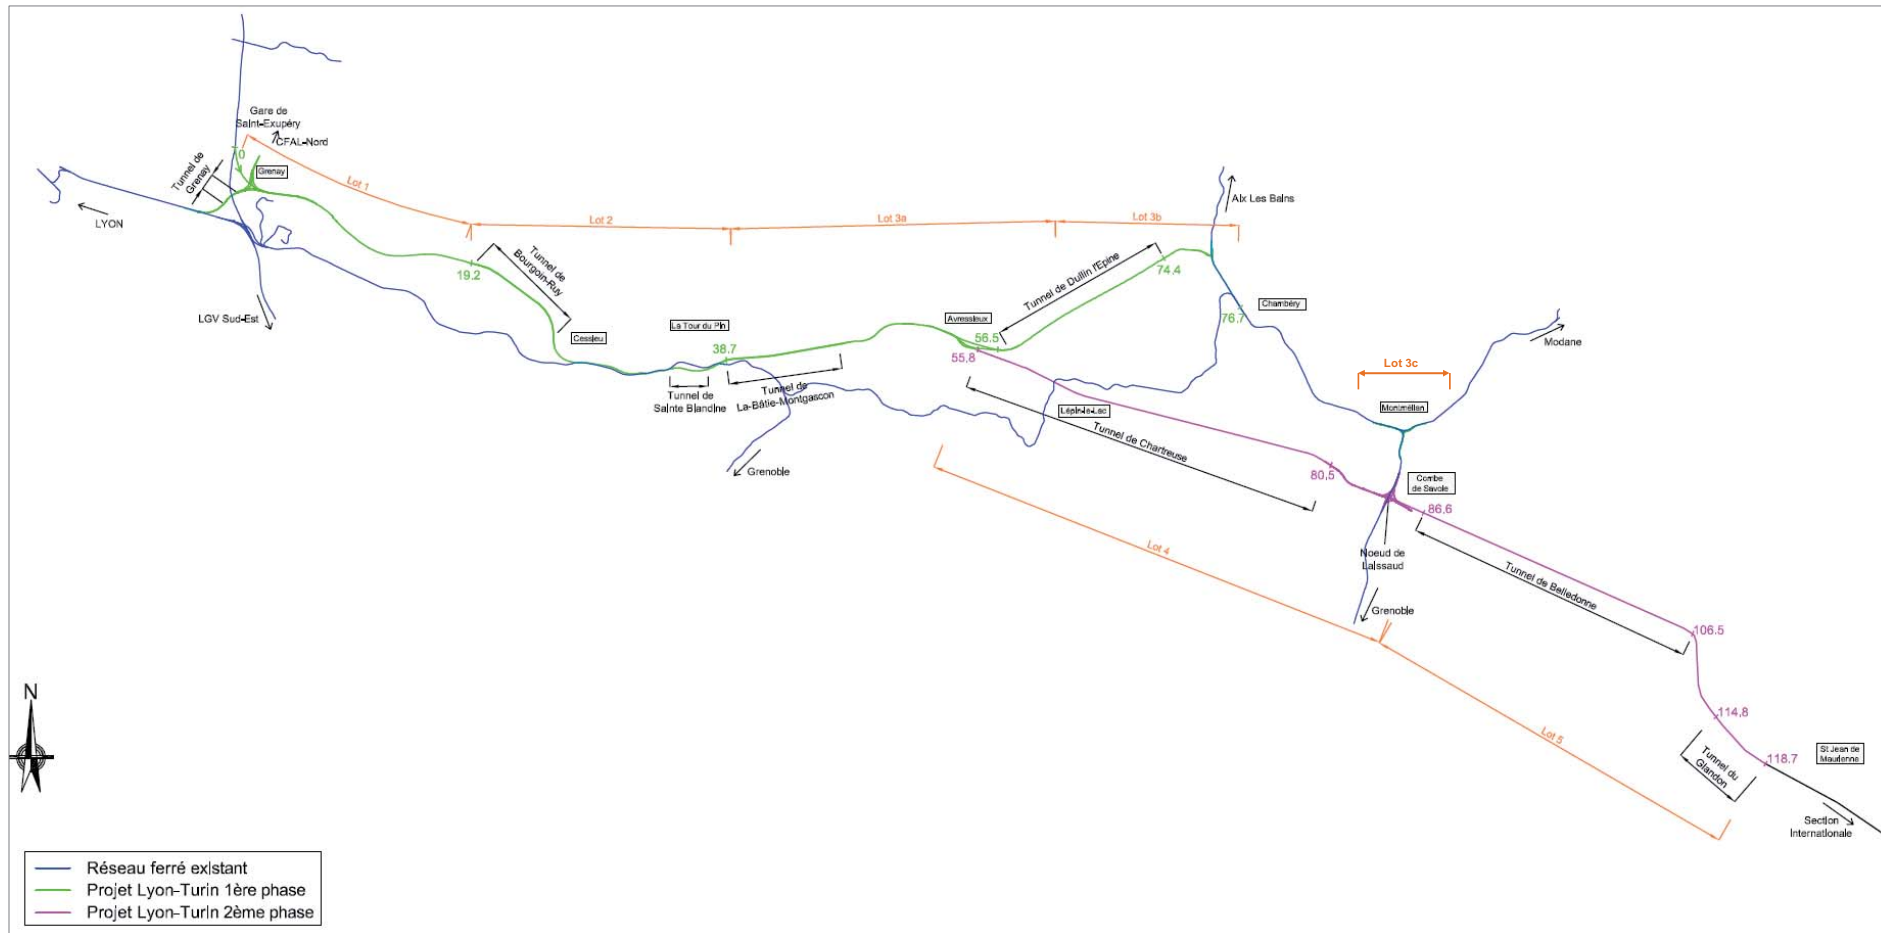 Gare de
Saint-Exupéry
CFAL-Nord
0
Tunnel de
Grenay
Grenay
LYON
Lot 1
Lot 2
Lot 3a
Lot 3b
Aix Les Bains
Tunnel de
Bourgoin-Ruy
19.2
LGV Sud-Est
Cessieu
La Tour du Pin
38.7
Tunnel de
Sainte Blandine
Tunnel de
La-Bâtie-Montgascon
Grenoble
Avressieux
56.5
55,8
Tunnel de Dullin l'Epine
74.4
Chambéry
76.7
Modane
Lot 3c
Montmélian
Lépin-le-Lac
Tunnel de Chartreuse
80,5
Combe
de Savoie
86,6
Noeud de
Laissaud
Grenoble
Lot 4
Tunnel de Belledonne
106.5
114,8
118.7
St Jean de
Maurienne
Tunnel du
Glandon
Lot 5
Section
Internationale
N
Réseau ferré existant
Projet Lyon-Turin 1ère phase
Projet Lyon-Turin 2ème phase